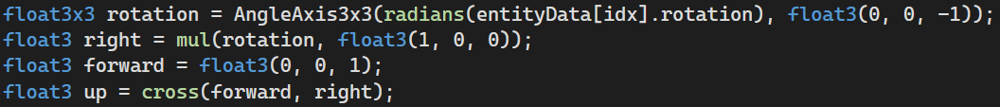 float3x3 rotation = AngleAxis3x3(radians(entityData[idx].rotation), float3(0, 0, -1));
float3 right = mul(rotation, float3(1, 0, 0));
float3 forward = float3(0, 0, 1);
float3 up = cross(forward, right);